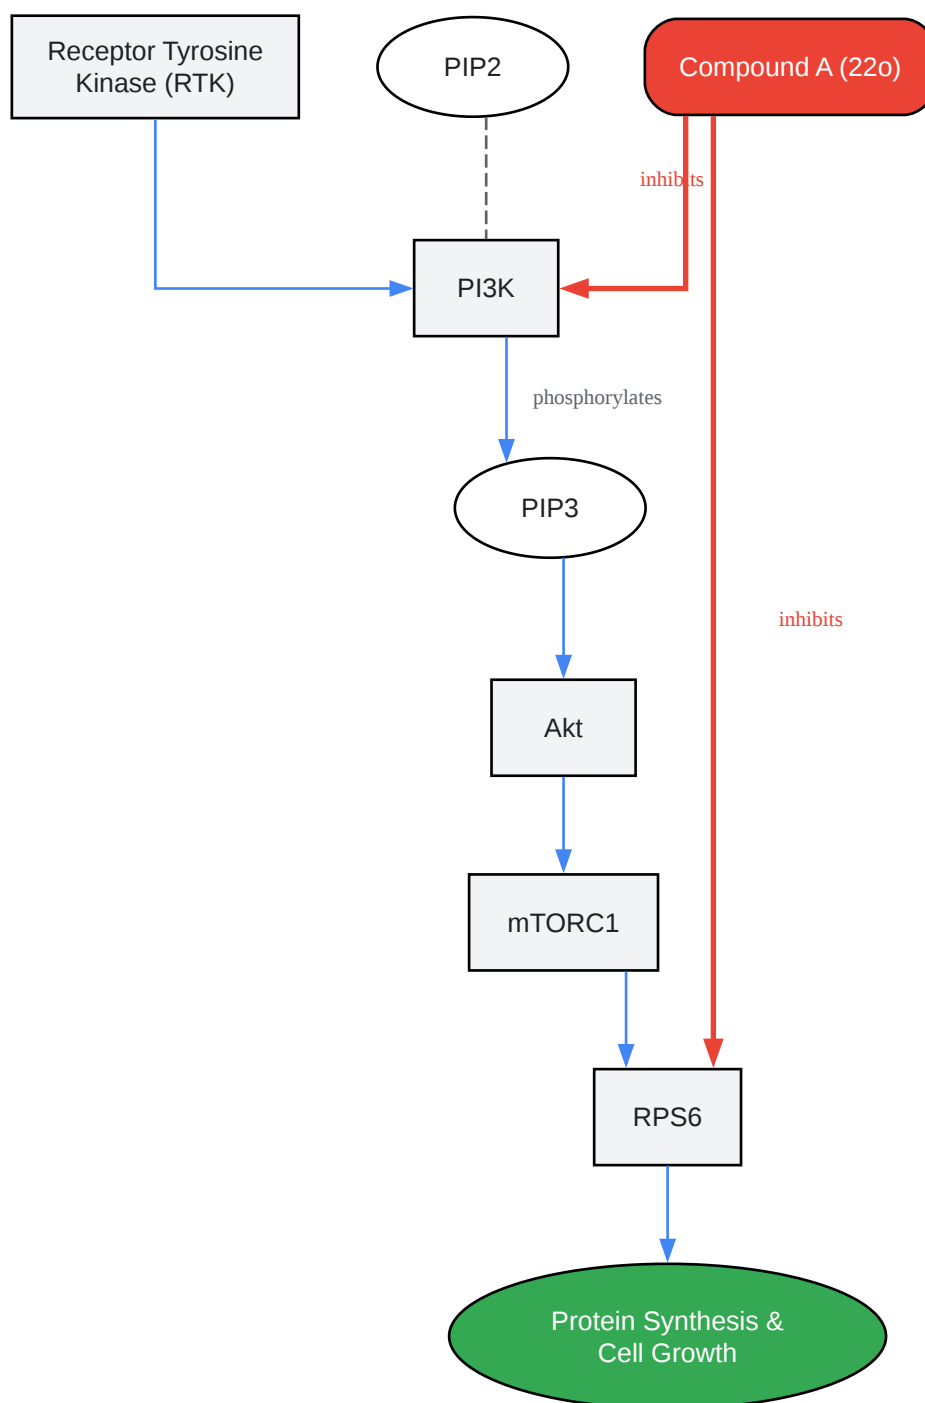 Receptor Tyrosine
Kinase (RTK)
PIP2
Compound A (22o)
inhibits
PI3K
phosphorylates
PIP3
inhibits
Akt
mTORC1
RPS6
Protein Synthesis &
Cell Growth